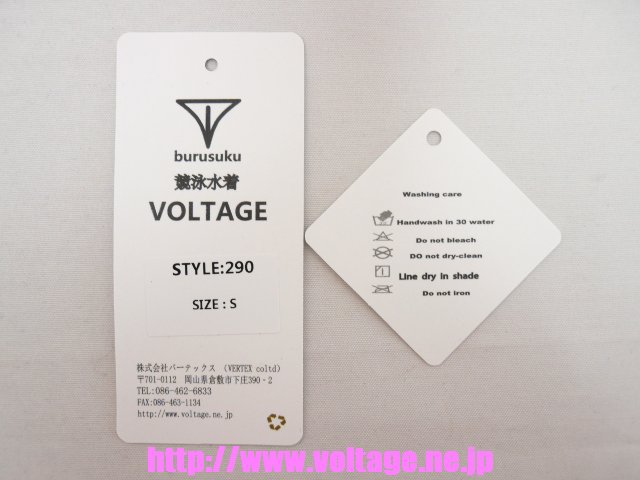 burusuku
競泳水着
VOLTAGE
STYLE:290
SIZE : S
株式会社バーテックス (VERTEX coltd)
〒701-0112 岡山県倉敷市下庄390-2
TEL:086-462-6833
FAX:086-463-1134
http://www.voltage.ne.jp
Washing care
Handwash in 30 water
Do not bleach
DO not dry-clean
Line dry in shade
Do not iron
http://www.voltage.ne.jp